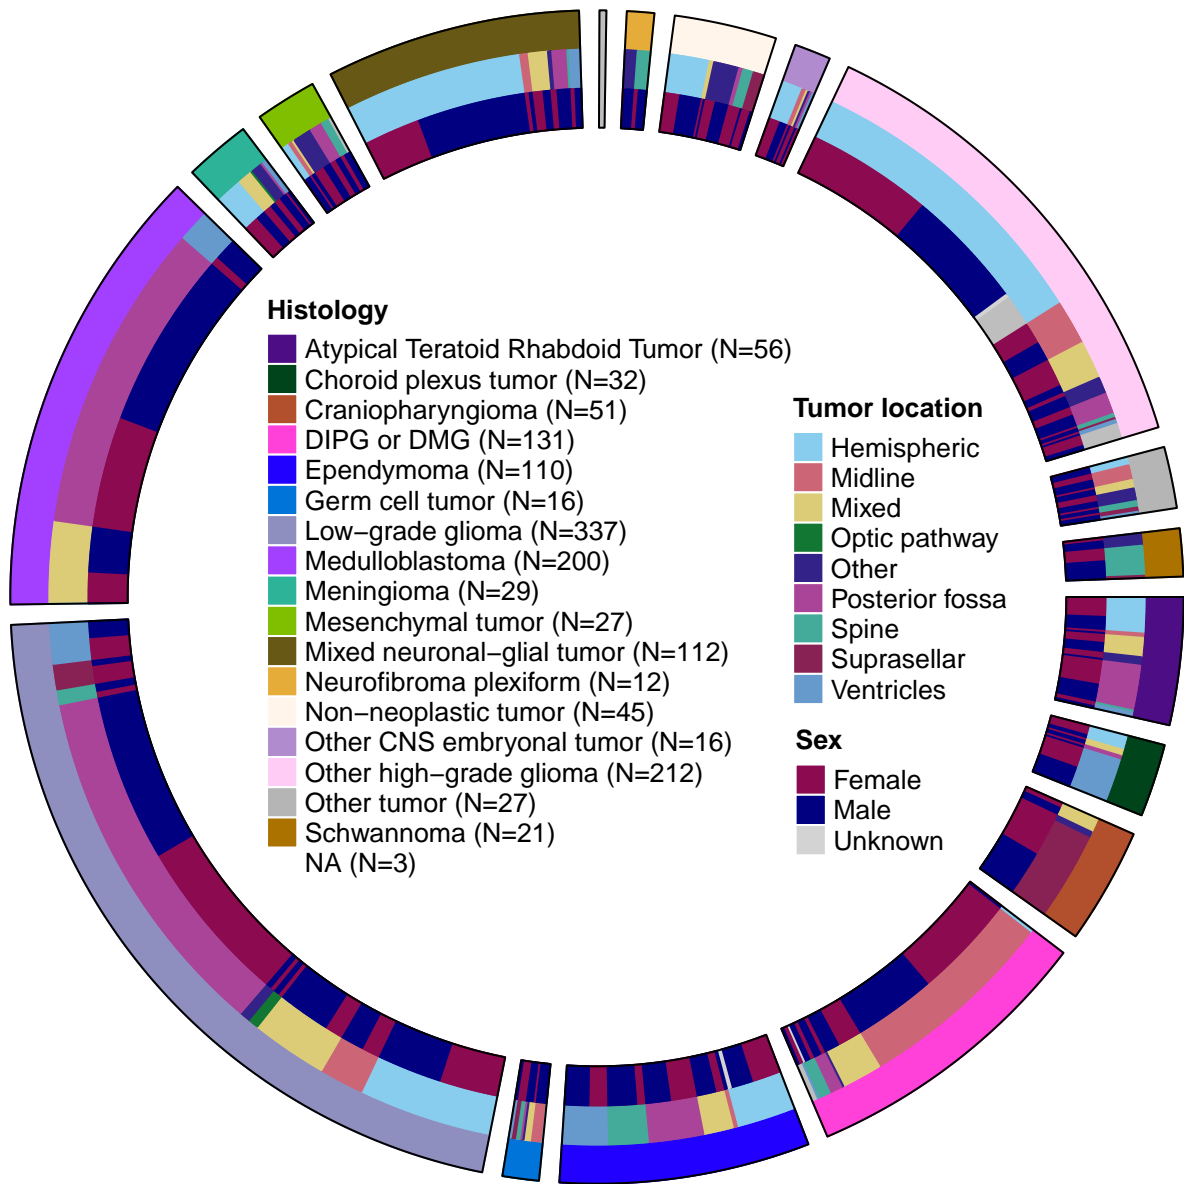 Histology
Atypical Teratoid Rhabdoid Tumor (N=56)
Choroid plexus tumor (N=32)
Craniopharyngioma (N=51)
DIPG or DMG (N=131)
Ependymoma (N=110)
Germ cell tumor (N=16)
Low−grade glioma (N=337)
Medulloblastoma (N=200)
Meningioma (N=29)
Mesenchymal tumor (N=27)
Mixed neuronal−glial tumor (N=112)
Neurofibroma plexiform (N=12)
Non−neoplastic tumor (N=45)
Other CNS embryonal tumor (N=16)
Other high−grade glioma (N=212)
Other tumor (N=27)
Schwannoma (N=21)
NA (N=3)
Tumor location
Hemispheric
Midline
Mixed
Optic pathway
Other
Posterior fossa
Spine
Suprasellar
Ventricles
Sex
Female
Male
Unknown